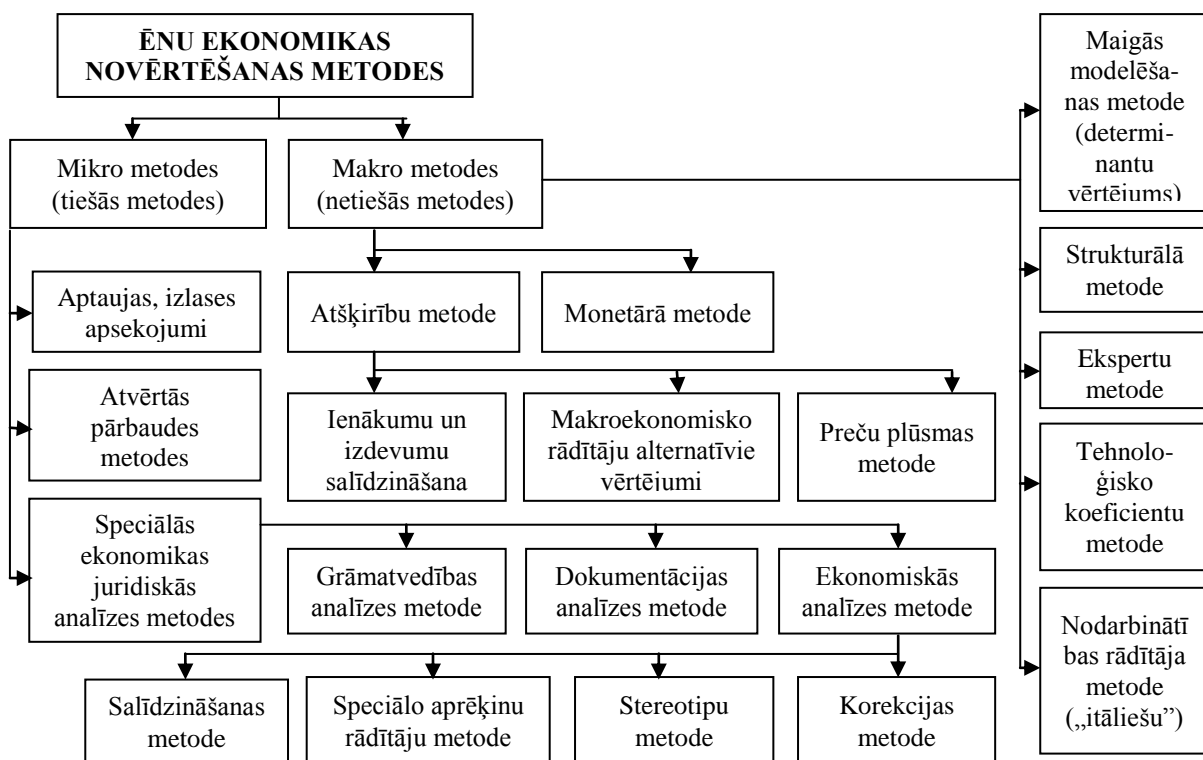 ĒNU EKONOMIKAS
NOVĒRTĒŠANAS METODES
Mikro metodes
(tiešās metodes)
Makro metodes
(netiešās metodes)
Maigās
modelēša-
nas metode
(determi-
nantu
vērtējums)
Aptaujas, izlases
apsekojumi
Atšķirību metode
Monetārā metode
Strukturālā
metode
Atvērtās
pārbaudes
metodes
Ienākumu un
izdevumu
salīdzināšana
Makroekonomisko
rādītāju alternatīvie
vērtējumi
Preču plūsmas
metode
Ekspertu
metode
Speciālās
ekonomikas
juridiskās
analīzes metodes
Grāmatvedības
analīzes metode
Dokumentācijas
analīzes metode
Ekonomiskās
analīzes metode
Tehnolo-
ģisko
koeficientu
metode
Salīdzināšanas
metode
Speciālo aprēķinu
rādītāju metode
Stereotipu
metode
Korekcijas
metode
Nodarbinātī
bas rādītāja
metode
(„itāliešu”)